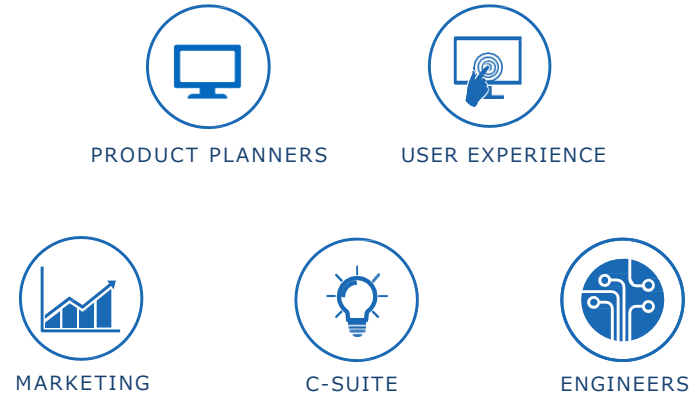 PRODUCT PLANNERS
USER EXPERIENCE
MARKETING
C-SUITE
ENGINEERS